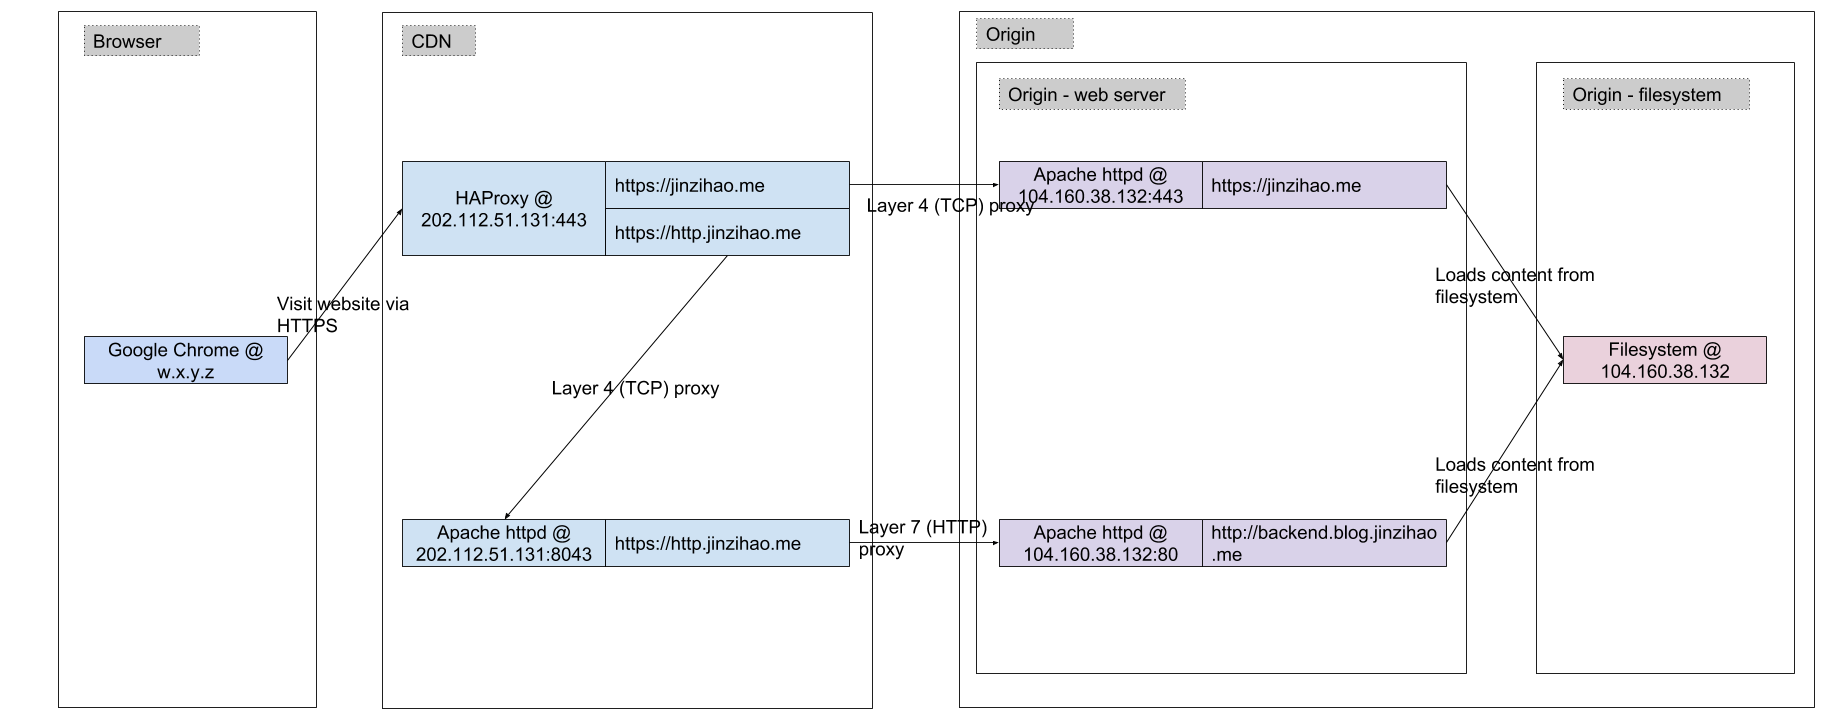 Browser
CDN
Origin
Origin - web server
Origin - filesystem
HAProxy @
202.112.51.131:443
https://jinzihao.me
https://http.jinzihao.me
Layer 4 (TCP) proxy
Apache httpd @
104.160.38.132:443
https://jinzihao.me
Visit website via
HTTPS
Google Chrome @
w.x.y.z
Layer 4 (TCP) proxy
Loads content from
filesystem
Filesystem @
104.160.38.132
Loads content from
filesystem
Apache httpd @
202.112.51.131:8043
https://http.jinzihao.me
Layer 7 (HTTP)
proxy
Apache httpd @
104.160.38.132:80
http://backend.blog.jinzihao
.me